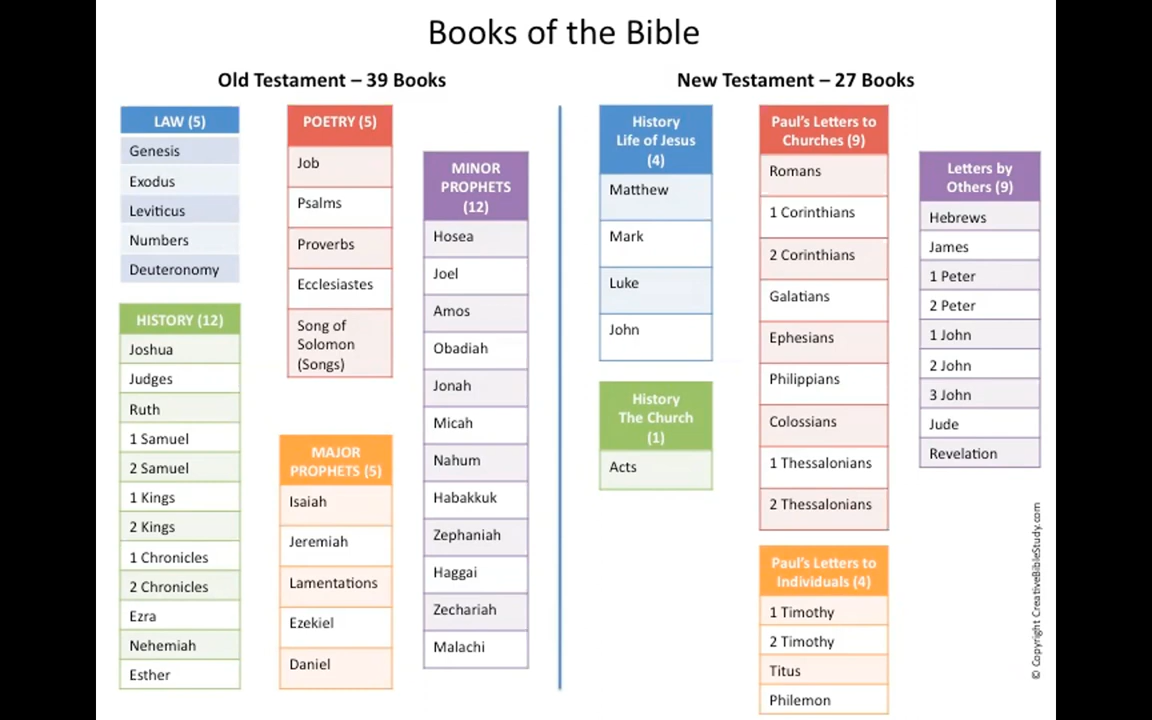 Books of the Bible
Old Testament – 39 Books
LAW (5)
Genesis
Exodus
Leviticus
Numbers
Deuteronomy
HISTORY (12)
Joshua
Judges
Ruth
1 Samuel
2 Samuel
1 Kings
2 Kings
1 Chronicles
2 Chronicles
Ezra
Nehemiah
Esther
POETRY (5)
Job
Psalms
Proverbs
Ecclesiastes
Song of
Solomon
(Songs)
MAJOR
PROPHETS (5)
Isaiah
Jeremiah
Lamentations
Ezekiel
Daniel
MINOR
PROPHETS
(12)
Hosea
Joel
Amos
Obadiah
Jonah
Micah
Nahum
Habakkuk
Zephaniah
Haggai
Zechariah
Malachi
New Testament – 27 Books
History
Life of Jesus
(4)
Matthew
Mark
Luke
John
History
The Church
(1)
Acts
Paul's Letters to
Churches (9)
Romans
1 Corinthians
2 Corinthians
Galatians
Ephesians
Philippians
Colossians
1 Thessalonians
2 Thessalonians
Paul's Letters to
Individuals (4)
1 Timothy
2 Timothy
Titus
Philemon
Letters by
Others (9)
Hebrews
James
1 Peter
2 Peter
1 John
2 John
3 John
Jude
Revelation
© Copyright CreativeBibleStudy.com